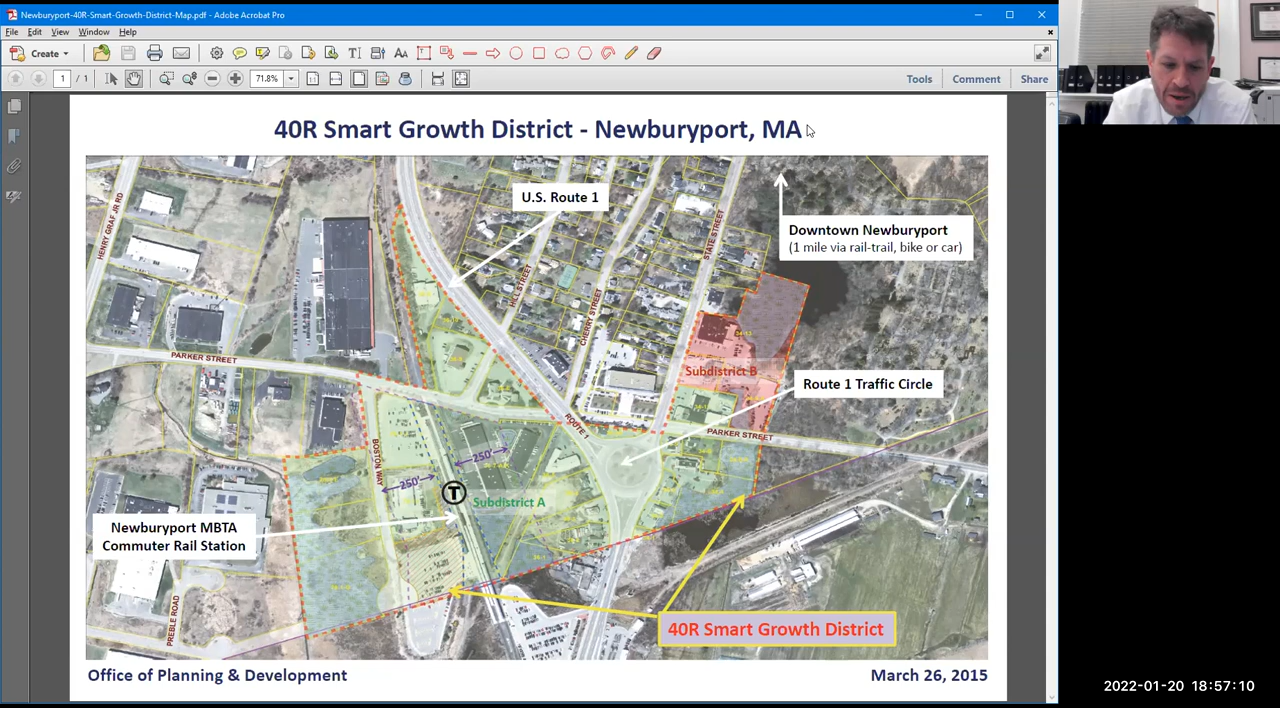 Newburyport-40R-Smart-Growth-District-Map.pdf - Adobe Acrobat Pro
File Edit View Window Help
Create
1 / 1
71.8%
Tools Comment Share
40R Smart Growth District - Newburyport, MA
U.S. Route 1
Downtown Newburyport
(1 mile via rail-trail, bike or car)
HENRY GRAF JR RD
STATE STREET
HILL STREET
CHERRY STREET
PARKER STREET
Subdistrict B
Route 1 Traffic Circle
ROUTE 1
PARKER STREET
BOSTON WAY
250'
250'
T
Subdistrict A
Newburyport MBTA
Commuter Rail Station
PREBLE ROAD
40R Smart Growth District
Office of Planning & Development
March 26, 2015
2022-01-20 18:57:10